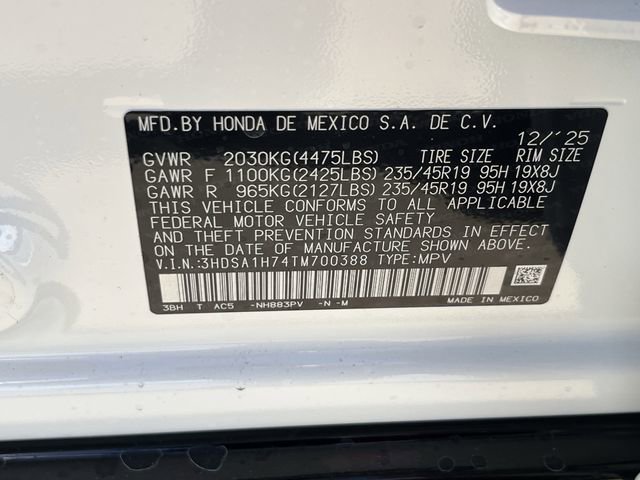 MFD.BY HONDA DE MEXICO S.A. DE C.V.
12/'25
GVWR 2030KG(4475LBS) TIRE SIZE RIM SIZE
GAWR F 1100KG(2425LBS) 235/45R19 95H 19X8J
GAWR R 965KG(2127LBS) 235/45R19 95H 19X8J
THIS VEHICLE CONFORMS TO ALL APPLICABLE
FEDERAL MOTOR VEHICLE SAFETY
AND THEFT PREVENTION STANDARDS IN EFFECT
ON THE DATE OF MANUFACTURE SHOWN ABOVE.
V.I.N.:3HDSA1H74TM700388 TYPE:MPV
3BH T AC5 -NH883PV -N -M MADE IN MEXICO